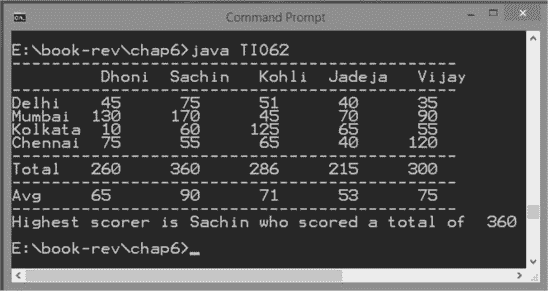 Command Prompt
E:\book-rev\chap6>java TIO62
--------------------------------------------------
Dhoni Sachin Kohli Jadeja Vijay
--------------------------------------------------
Delhi 45 75 51 40 35
Mumbai 130 170 45 70 90
Kolkata 10 60 125 65 55
Chennai 75 55 65 40 120
--------------------------------------------------
Total 260 360 286 215 300
--------------------------------------------------
Avg 65 90 71 53 75
--------------------------------------------------
Highest scorer is Sachin who scored a total of 360
E:\book-rev\chap6>_